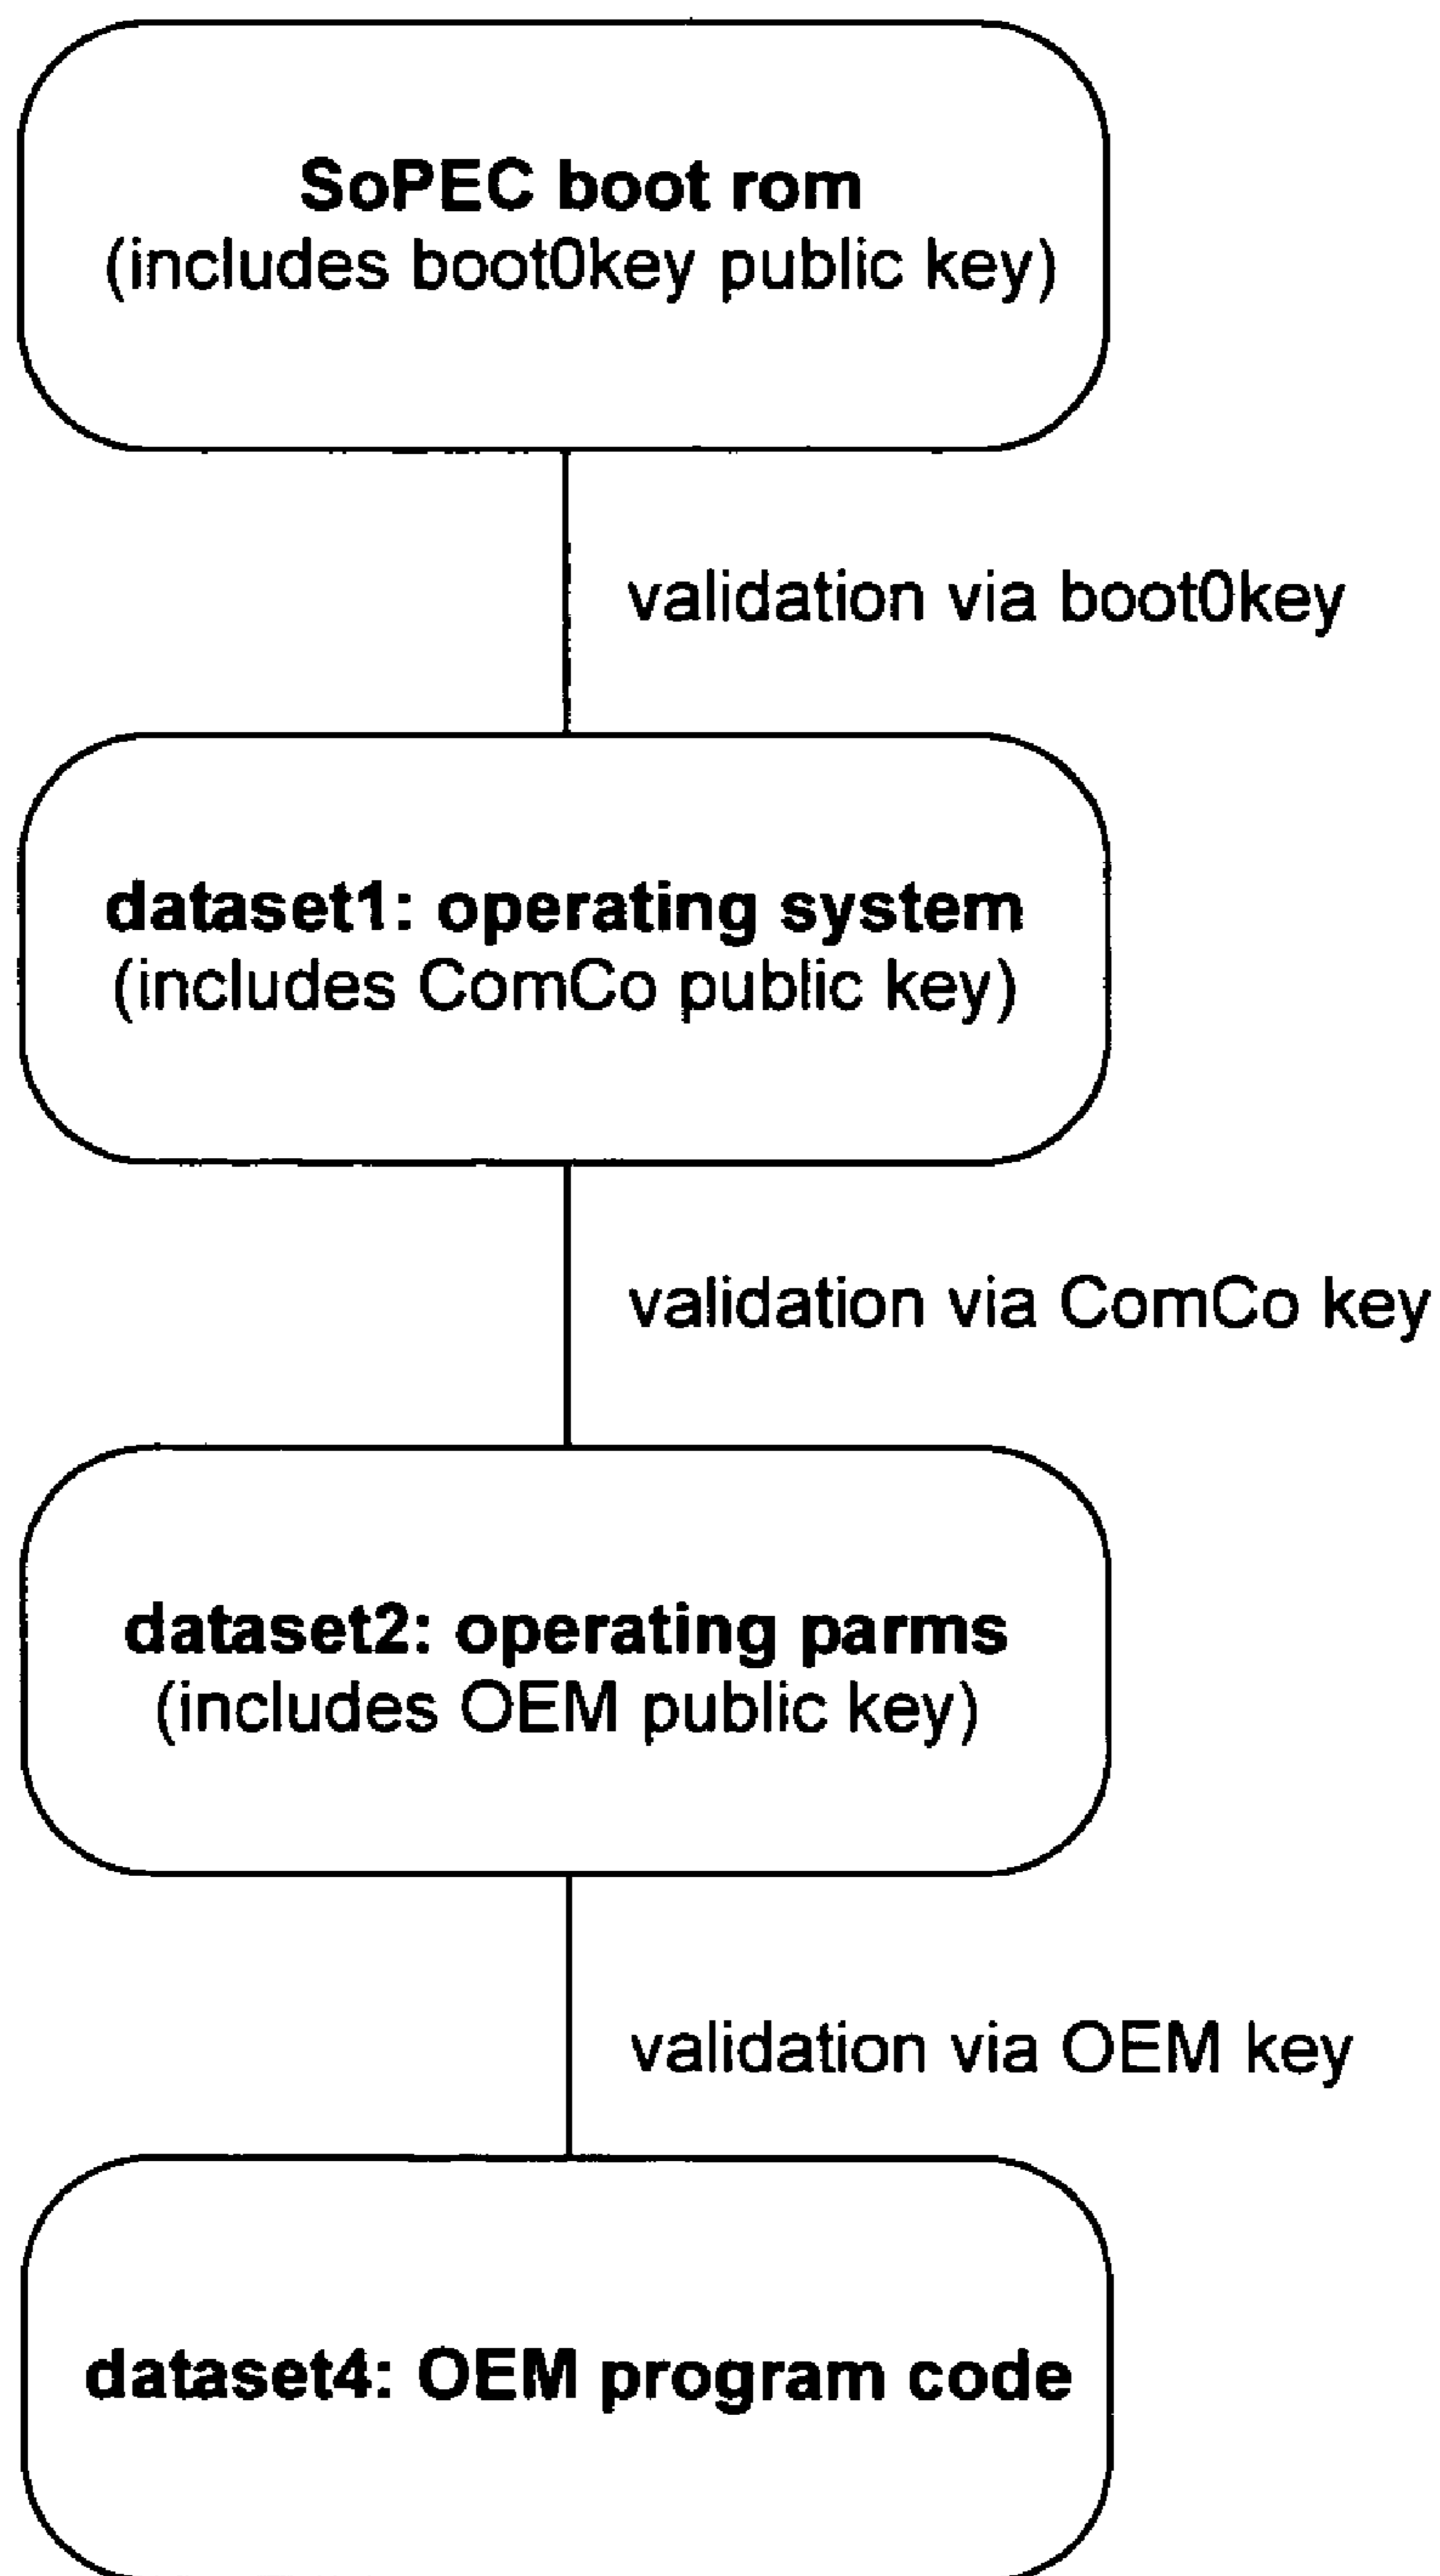 SoPEC boot rom
(includes boot0key public key)
validation via boot0key
dataset1: operating system
(includes ComCo public key)
validation via ComCo key
dataset2: operating parms
(includes OEM public key)
validation via OEM key
dataset4: OEM program code